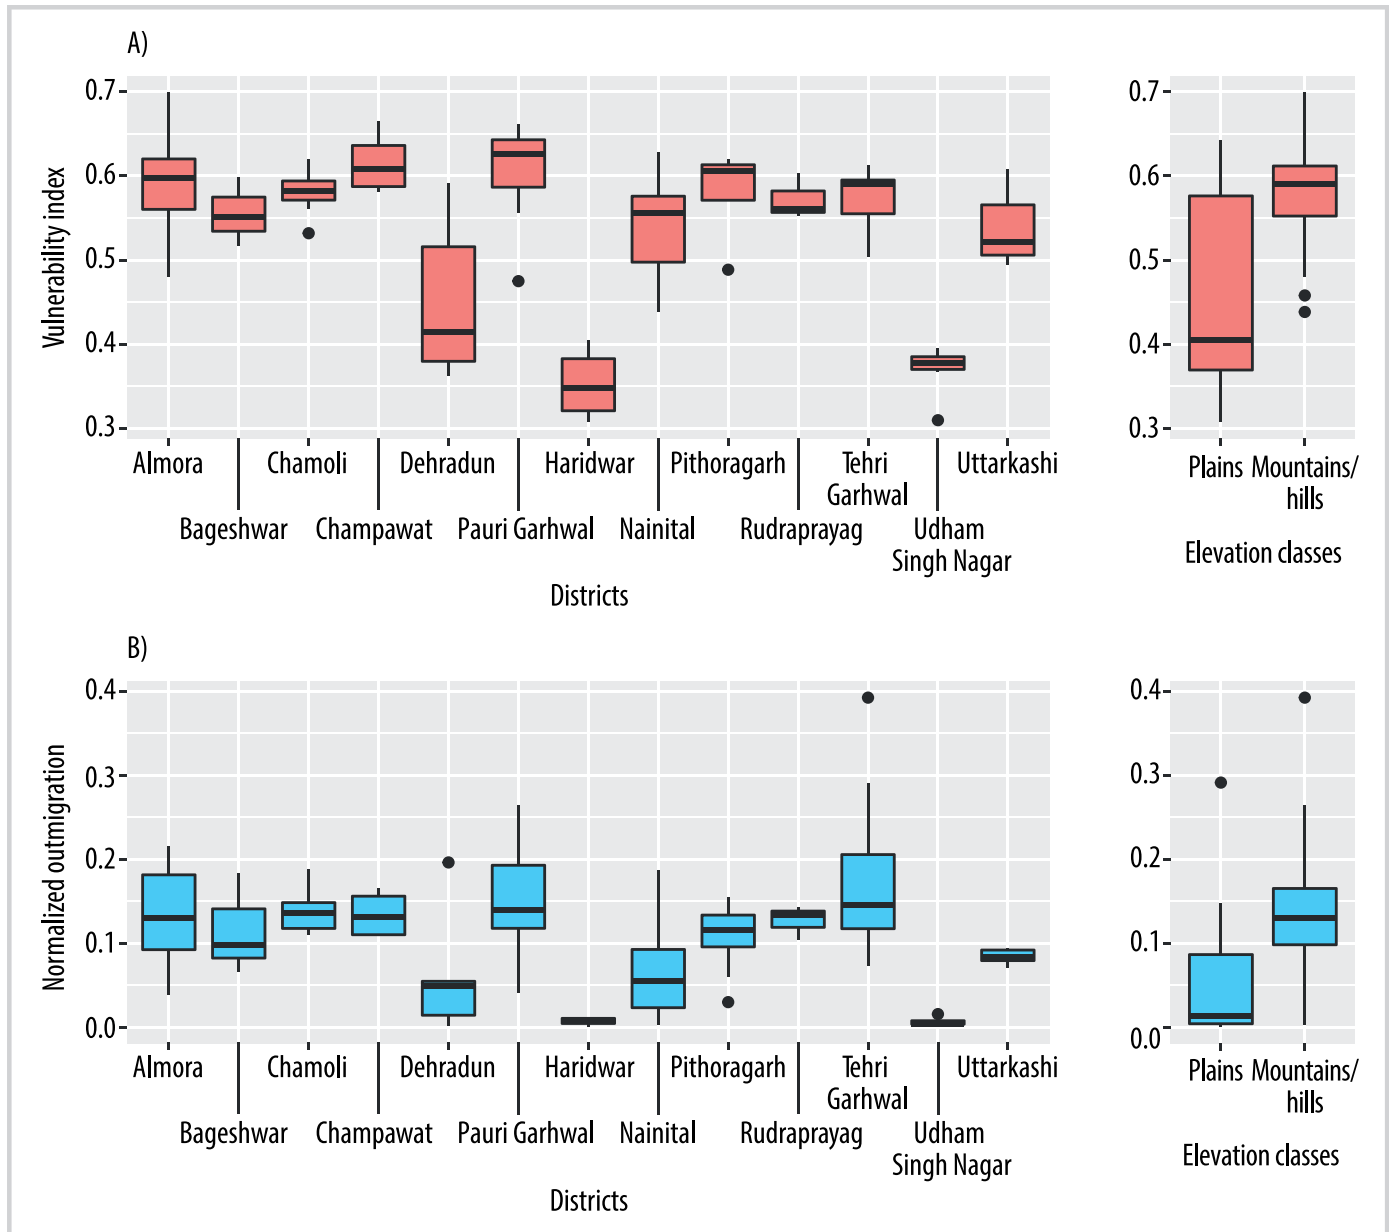 A)
Vulnerability index
0.7
0.6
0.5
0.4
0.3
Almora
Chamoli
Dehradun
Haridwar
Pithoragarh
Tehri
Garhwal
Uttarkashi
Bageshwar
Champawat
Pauri Garhwal
Nainital
Rudraprayag
Udham
Singh Nagar
Districts
0.7
0.6
0.5
0.4
0.3
Plains
Mountains/
hills
Elevation classes
B)
Normalized outmigration
0.4
0.3
0.2
0.1
0.0
Almora
Chamoli
Dehradun
Haridwar
Pithoragarh
Tehri
Garhwal
Uttarkashi
Bageshwar
Champawat
Pauri Garhwal
Nainital
Rudraprayag
Udham
Singh Nagar
Districts
0.4
0.3
0.2
0.1
0.0
Plains
Mountains/
hills
Elevation classes